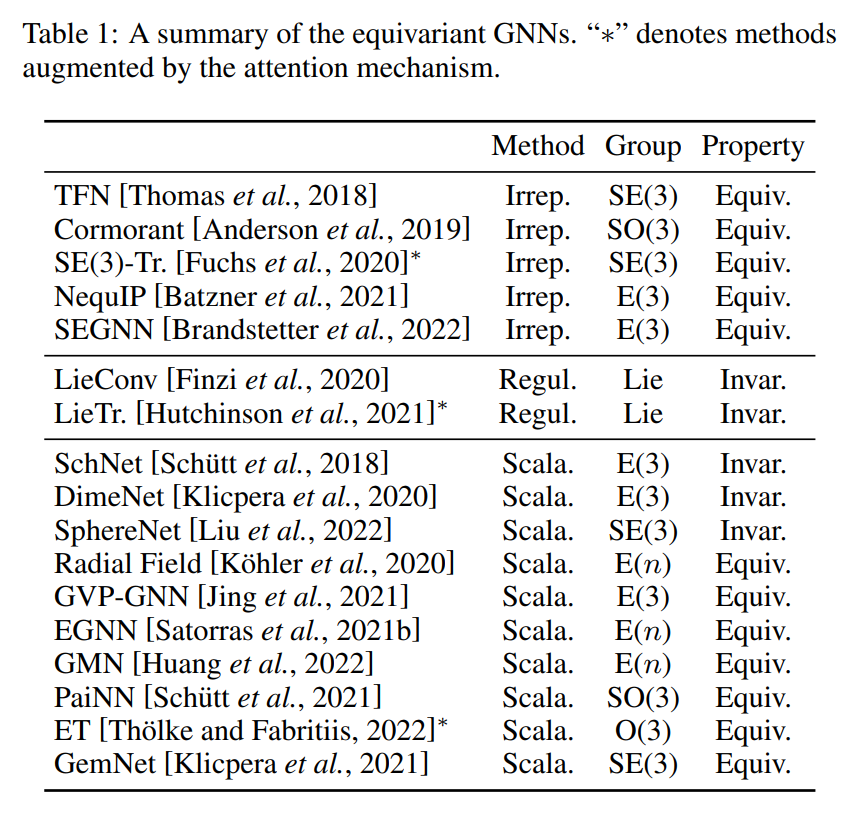 Table 1: A summary of the equivariant GNNs. “∗” denotes methods
augmented by the attention mechanism.
Method Group Property
TFN [Thomas et al., 2018] Irrep. SE(3) Equiv.
Cormorant [Anderson et al., 2019] Irrep. SO(3) Equiv.
SE(3)-Tr. [Fuchs et al., 2020]* Irrep. SE(3) Equiv.
NequIP [Batzner et al., 2021] Irrep. E(3) Equiv.
SEGNN [Brandstetter et al., 2022] Irrep. E(3) Equiv.
LieConv [Finzi et al., 2020] Regul. Lie Invar.
LieTr. [Hutchinson et al., 2021]* Regul. Lie Invar.
SchNet [Schütt et al., 2018] Scala. E(3) Invar.
DimeNet [Klicpera et al., 2020] Scala. E(3) Invar.
SphereNet [Liu et al., 2022] Scala. SE(3) Invar.
Radial Field [Köhler et al., 2020] Scala. E(n) Equiv.
GVP-GNN [Jing et al., 2021] Scala. E(3) Equiv.
EGNN [Satorras et al., 2021b] Scala. E(n) Equiv.
GMN [Huang et al., 2022] Scala. E(n) Equiv.
PaiNN [Schütt et al., 2021] Scala. SO(3) Equiv.
ET [Thölke and Fabritiis, 2022]* Scala. O(3) Equiv.
GemNet [Klicpera et al., 2021] Scala. SE(3) Equiv.